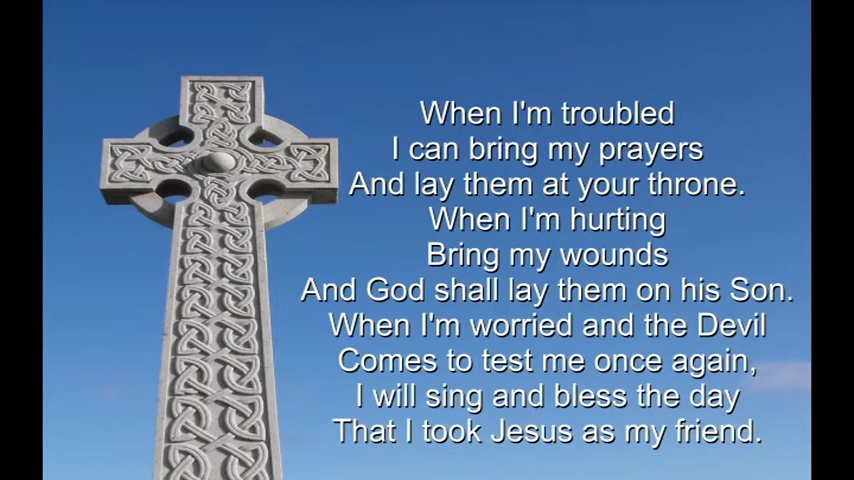 When I'm troubled
I can bring my prayers
And lay them at your throne.
When I'm hurting
Bring my wounds
And God shall lay them on his Son.
When I'm worried and the Devil
Comes to test me once again,
I will sing and bless the day
That I took Jesus as my friend.